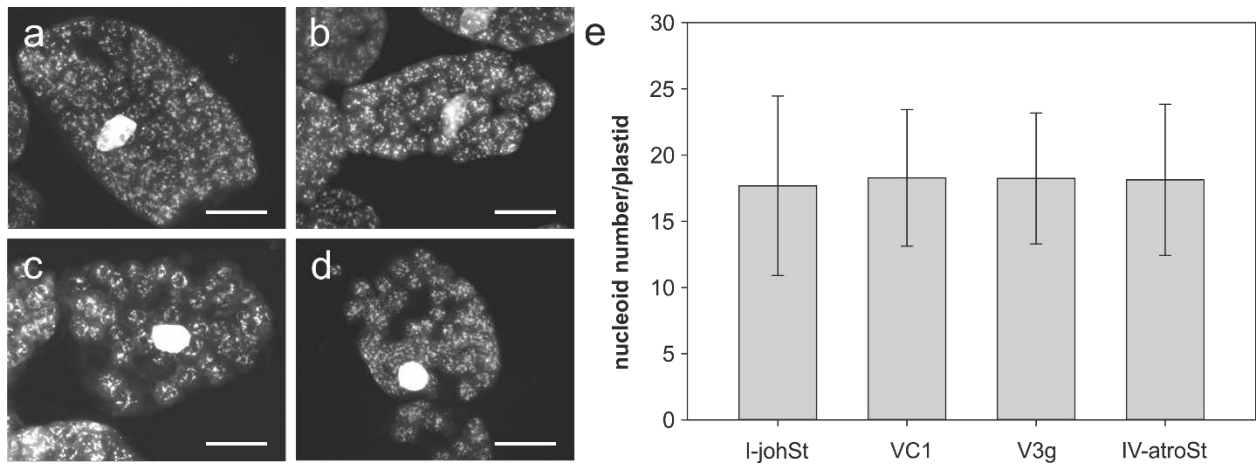 a
b
c
d
e
nucleoid number/plastid
30
25
20
15
10
5
0
I-johSt
VC1
V3g
IV-atroSt